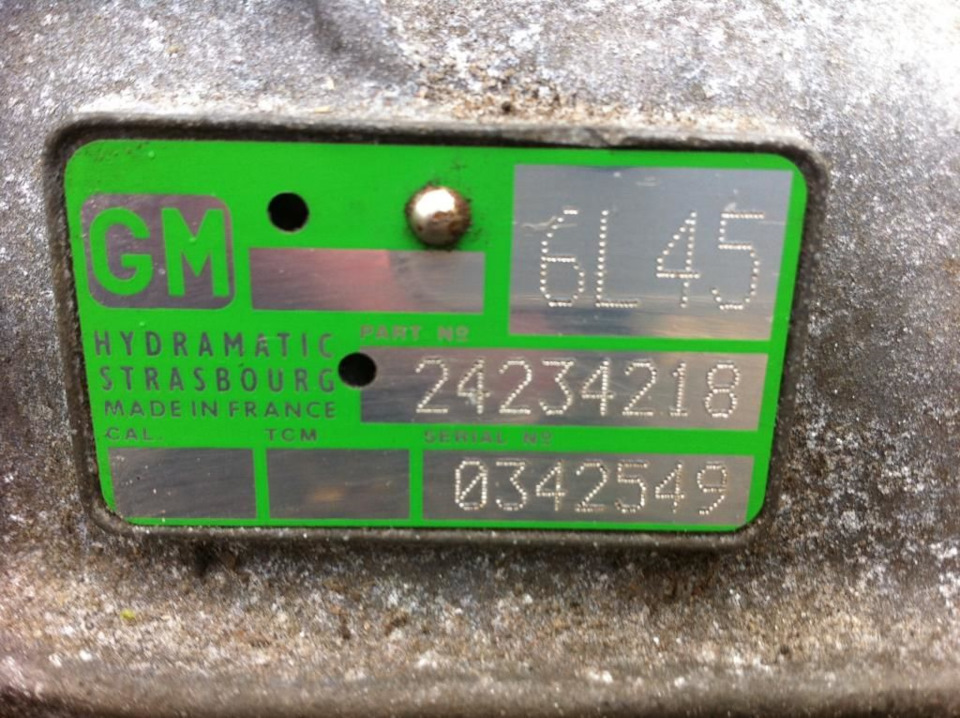 GM
6L45
HYDRAMATIC
PART Nº
STRASBOURG
24234218
MADE IN FRANCE
CAL.
TCM
SERIAL Nº
0342549